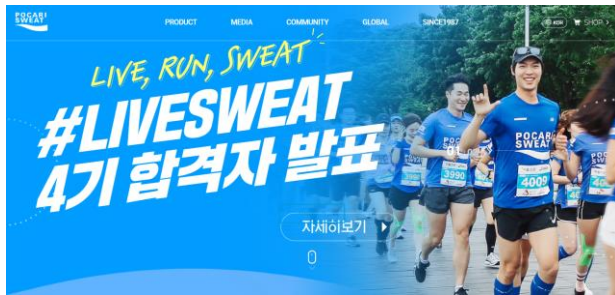 POCARI
SWEAT
PRODUCT MEDIA COMMUNITY GLOBAL SINCE1987
KOR SHOP
LIVE, RUN, SWEAT
#LIVESWEAT
4기 합격자 발표
자세히보기
POCARI
SWEAT
POCARI
SWEAT
3990
4009